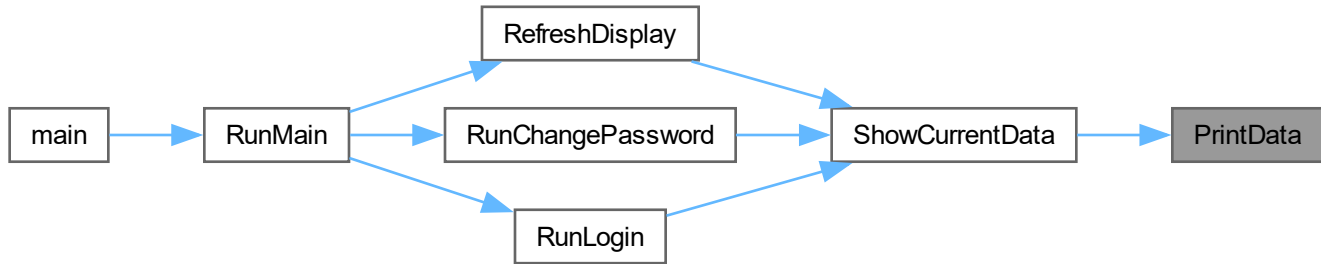 main
RunMain
RefreshDisplay
RunChangePassword
RunLogin
ShowCurrentData
PrintData